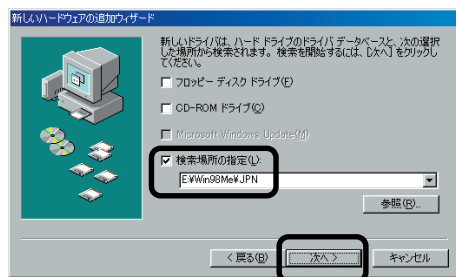 新しいハードウェアの追加ウィザード
新しいドライバは、ハード ドライブのドライバ データベースと、次の選択
した場所から検索されます。検索を開始するには、[次へ] をクリックし
てください。
フロッピー ディスク ドライブ(F)
CD-ROM ドライブ(C)
Microsoft Windows Update(M)
検索場所の指定(L):
E:¥Win98Me¥JPN
参照(R)...
< 戻る(B)
次へ >
キャンセル